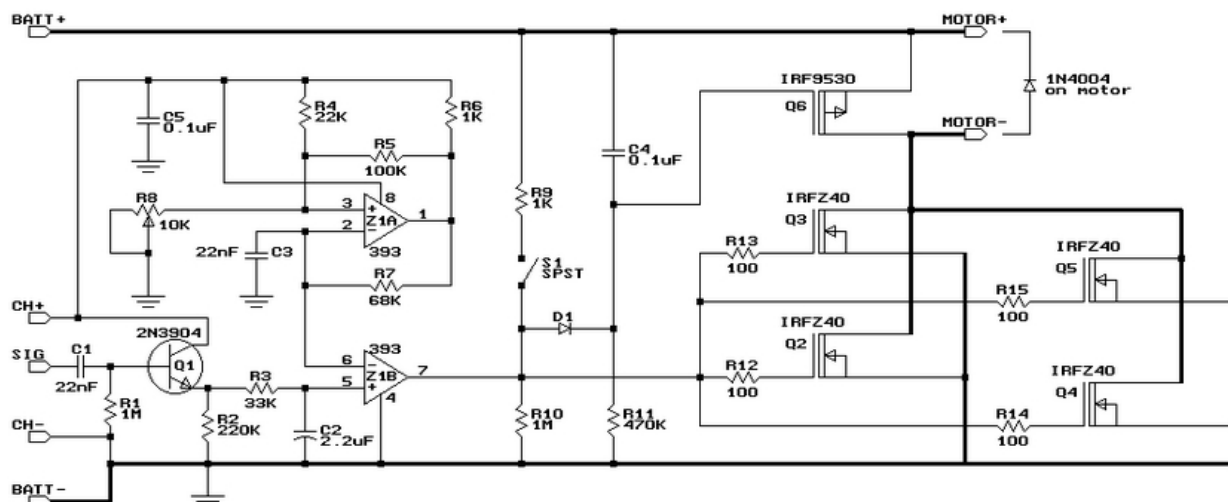 BATT+
MOTOR+
IRF9530
Q6
1N4004
on motor
MOTOR-
C5
0.1uF
R4
22K
R6
1K
R5
100K
C4
0.1uF
R9
1K
R8
10K
3
+
8
Z1A
1
2
-
393
22nF
C3
R7
68K
S1
SPST
IRFZ40
Q3
R13
100
IRFZ40
Q5
R15
100
CH+
2N3904
D1
IRFZ40
Q2
SIG
C1
22nF
Q1
R3
33K
393
6
-
Z1B
7
5
+
4
R12
100
IRFZ40
Q4
R14
100
R1
1M
R2
220K
C2
2.2uF
R10
1M
R11
470K
CH-
BATT-